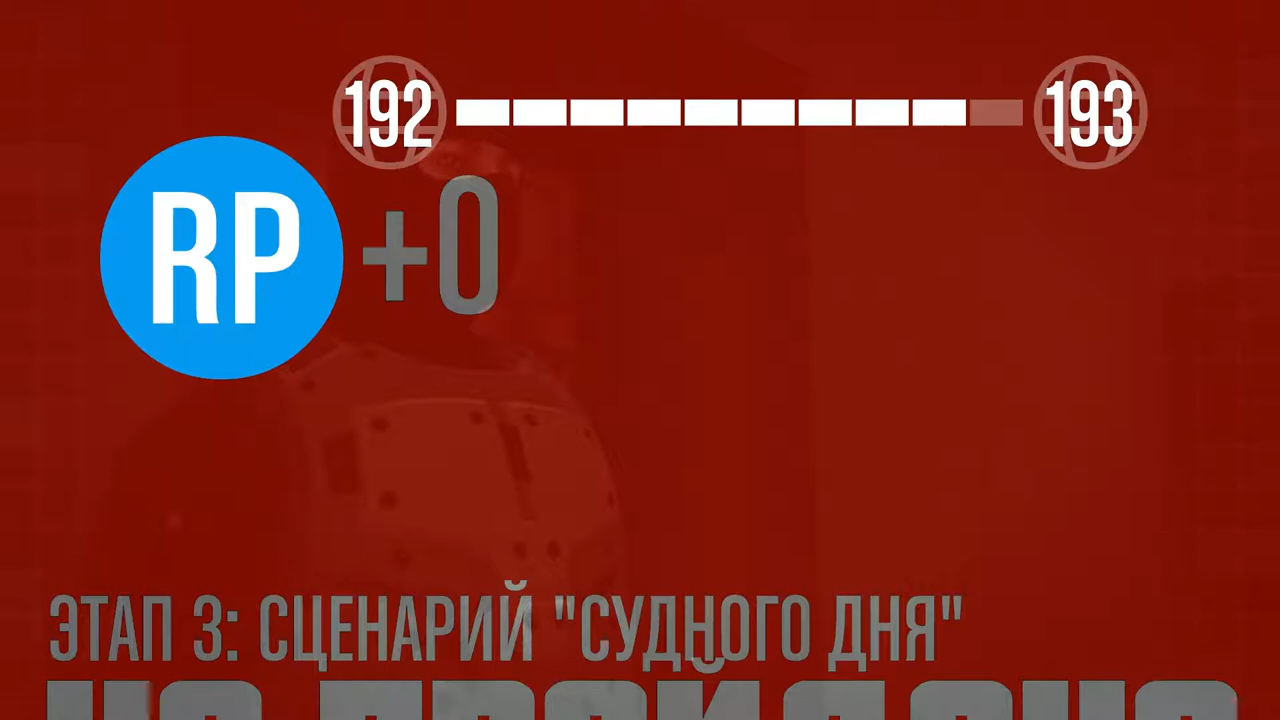 192 193
RP +0
ЭТАП 3: СЦЕНАРИЙ "СУДНОГО ДНЯ"